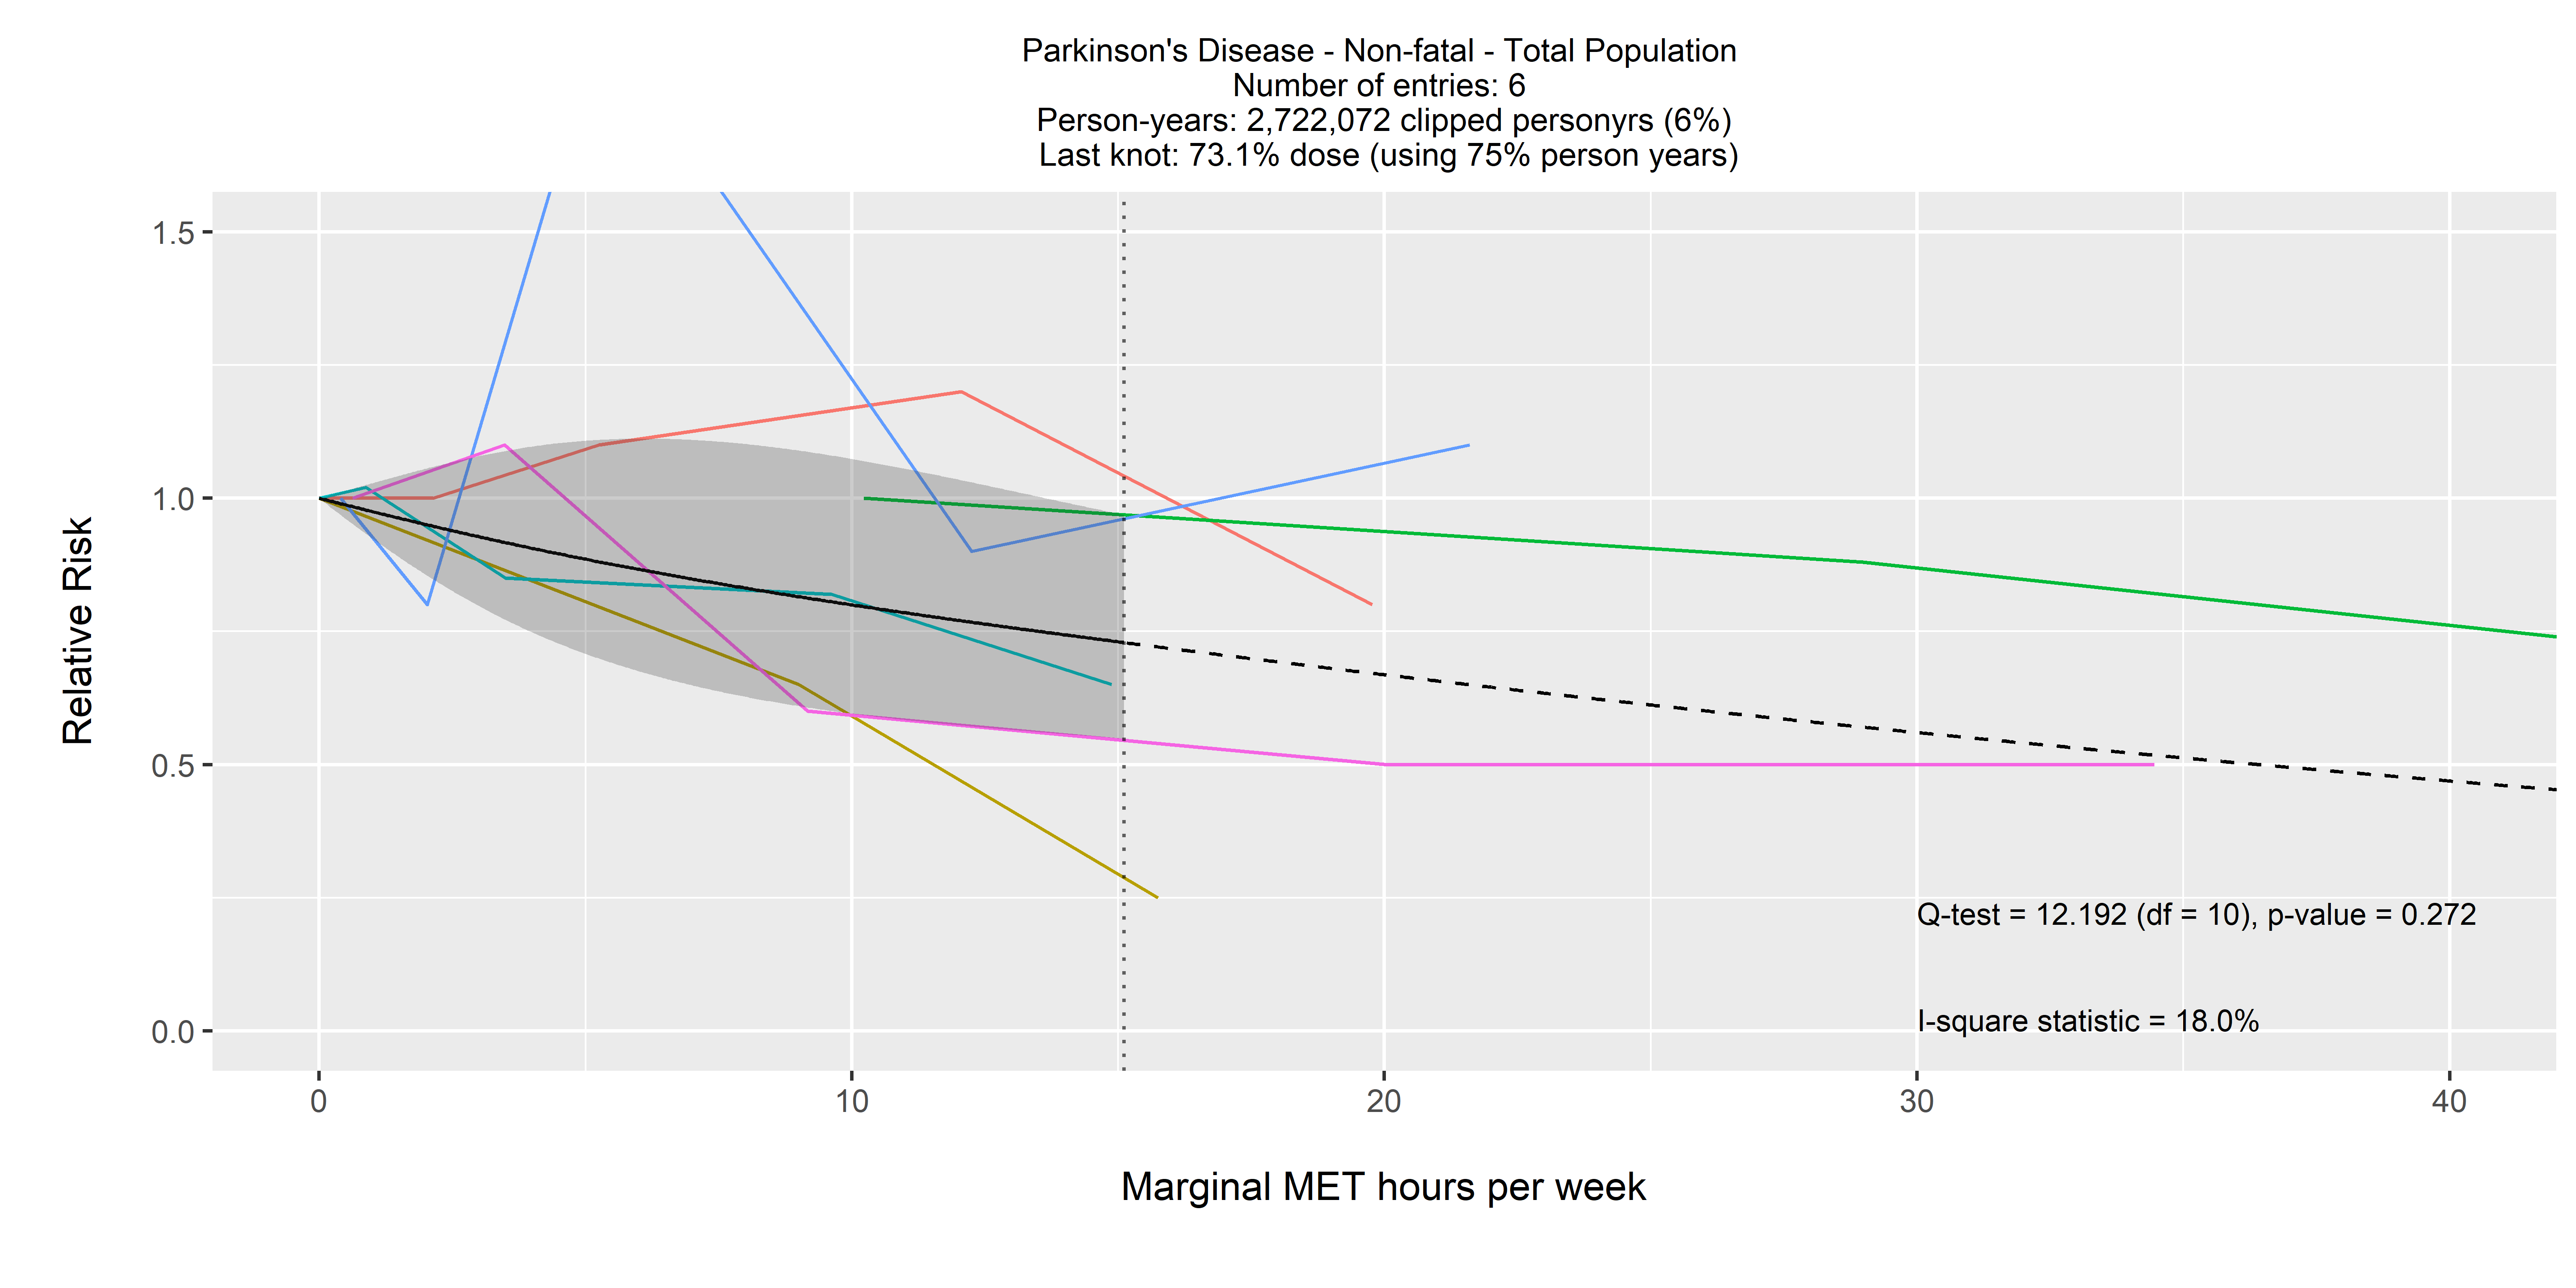 Parkinson's Disease - Non-fatal - Total Population
Number of entries: 6
Person-years: 2,722,072 clipped personyrs (6%)
Last knot: 73.1% dose (using 75% person years)
1.5
1.0
0.5
0.0
Relative Risk
Q-test = 12.192 (df = 10), p-value = 0.272
I-square statistic = 18.0%
0 10 20 30 40
Marginal MET hours per week